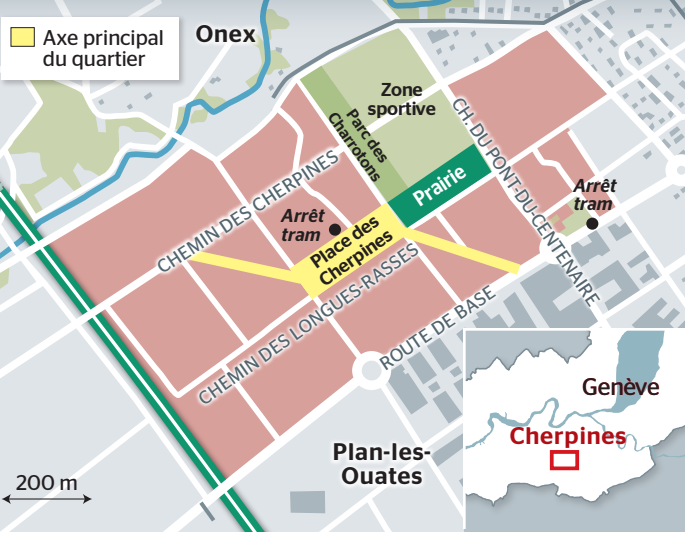 Axe principal
du quartier
Onex
Zone
sportive
Parc des
Charrotons
CH. DU PONT-DU-CENTENAIRE
Prairie
Arrêt
tram
CHEMIN DES CHERPINES
Arrêt
tram
Place des
Cherpines
CHEMIN DES LONGUES-RASSES
ROUTE DE BASE
Plan-les-
Ouates
200 m
Genève
Cherpines